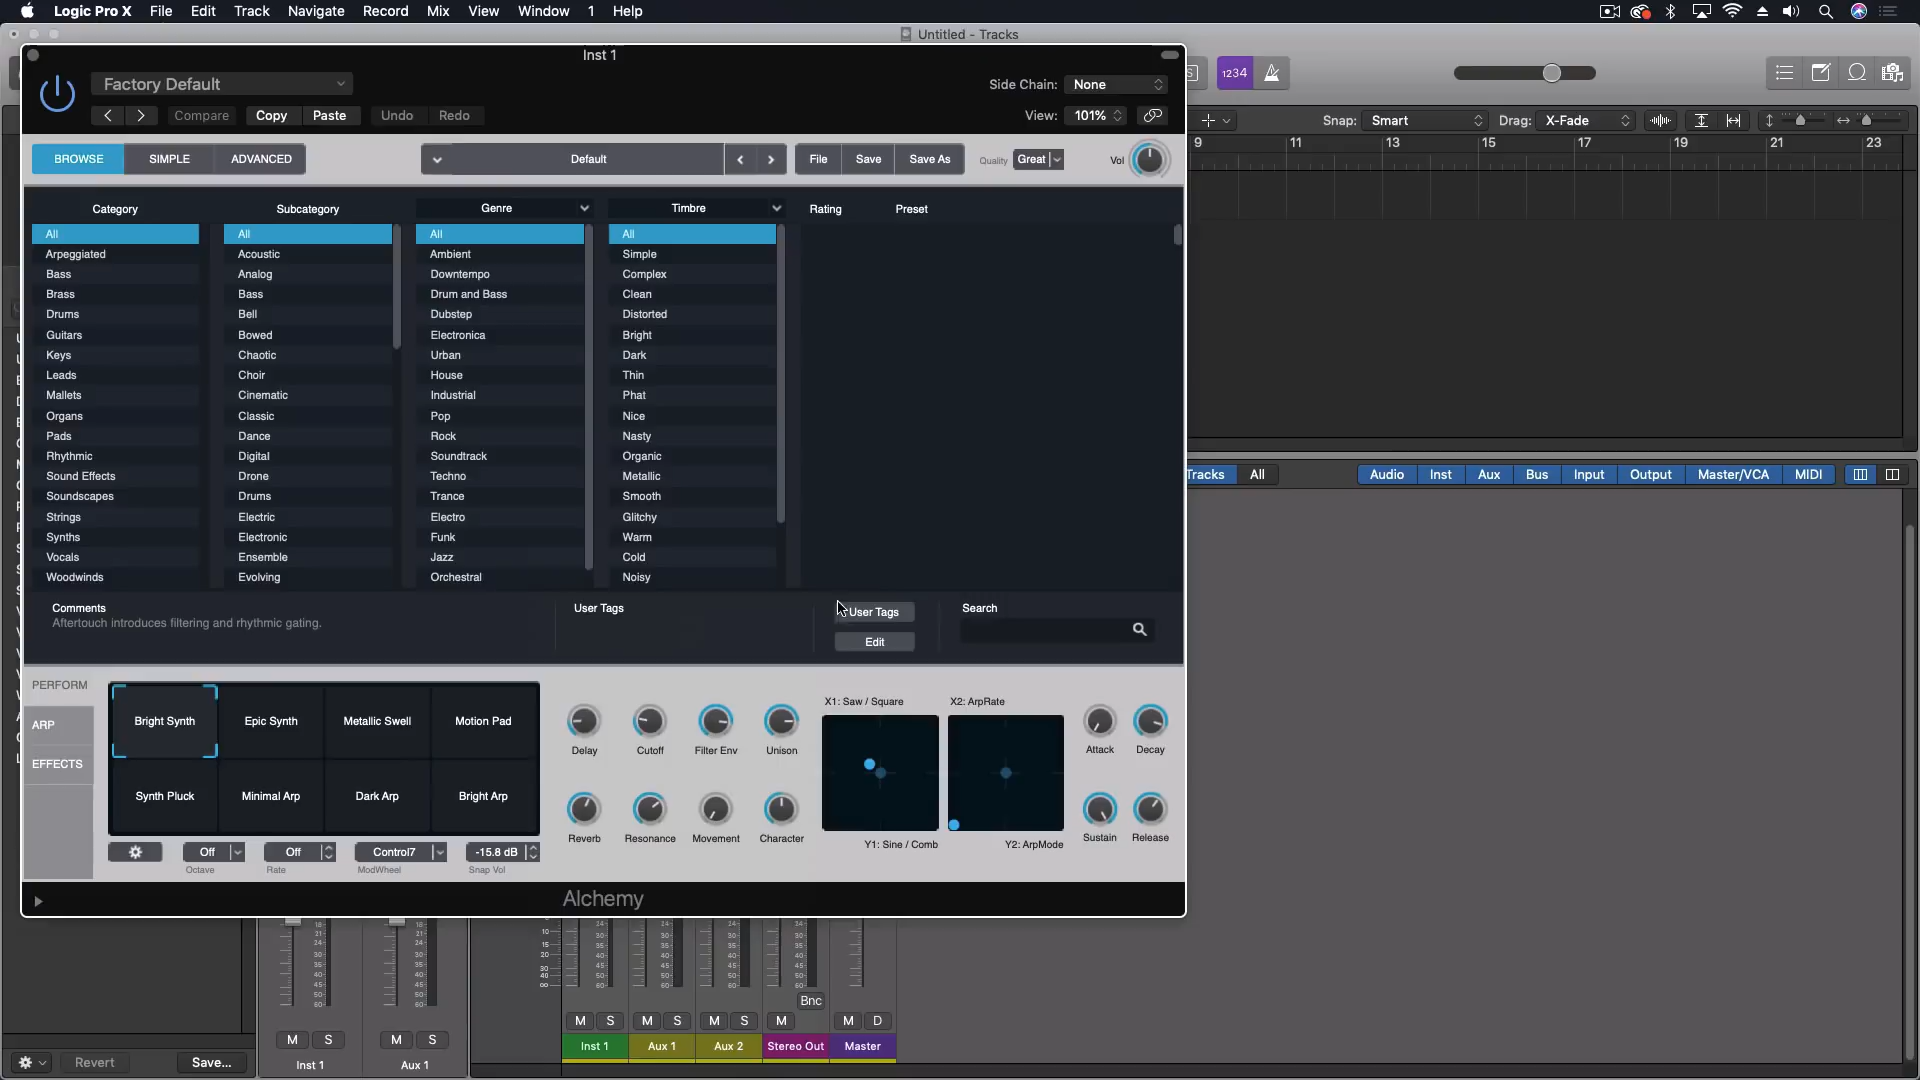 Logic Pro X File Edit Track Navigate Record Mix View Window 1 Help
Untitled - Tracks
Inst 1
Factory Default
Side Chain: None
Compare Copy Paste Undo Redo
View: 101%
1234
Snap: Smart Drag: X-Fade
9 11 13 15 17 19 21 23
BROWSE SIMPLE ADVANCED
Default
File Save Save As
Quality Great
Vol
Category Subcategory Genre Timbre Rating Preset
All All All All
Arpeggiated Acoustic Ambient Simple
Bass Analog Downtempo Complex
Brass Bass Drum and Bass Clean
Drums Bell Dubstep Distorted
Guitars Bowed Electronica Bright
Keys Chaotic Urban Dark
Leads Choir House Thin
Mallets Cinematic Industrial Phat
Organs Classic Pop Nice
Pads Dance Rock Nasty
Rhythmic Digital Soundtrack Organic
Sound Effects Drone Techno Metallic
Soundscapes Drums Trance Smooth
Strings Electric Electro Glitchy
Synths Electronic Funk Warm
Vocals Ensemble Jazz Cold
Woodwinds Evolving Orchestral Noisy
Tracks All
Audio Inst Aux Bus Input Output Master/VCA MIDI
Comments
Aftertouch introduces filtering and rhythmic gating.
User Tags
User Tags
Edit
Search
PERFORM
ARP
EFFECTS
Bright Synth Epic Synth Metallic Swell Motion Pad
Synth Pluck Minimal Arp Dark Arp Bright Arp
Off Off Control7 -15.8 dB
Octave Rate ModWheel Snap Vol
Delay Cutoff Filter Env Unison
Reverb Resonance Movement Character
X1: Saw / Square
X2: ArpRate
Y1: Sine / Comb
Y2: ArpMode
Attack Decay
Sustain Release
Alchemy
Bnc
M S M S M S M S M M D
Inst 1 Aux 1 Aux 2 Stereo Out Master
Revert Save...
Inst 1 Aux 1